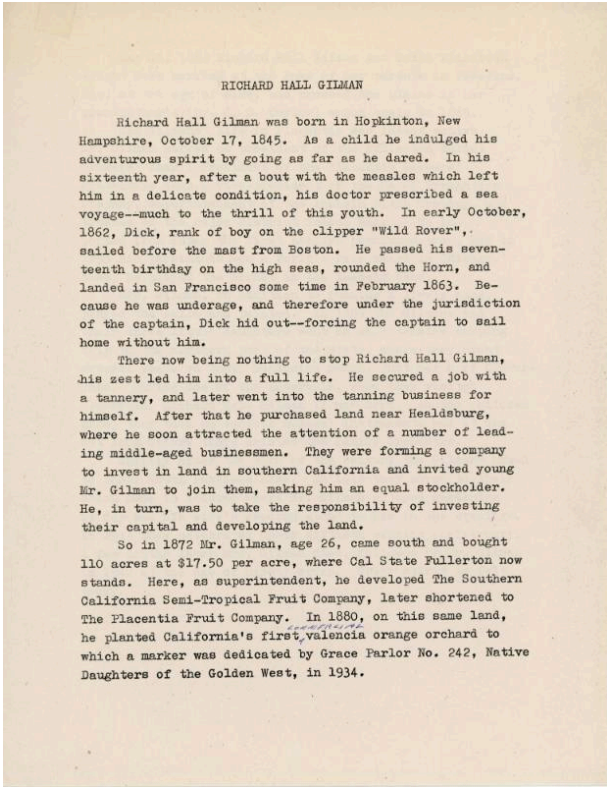 RICHARD HALL GILMAN
Richard Hall Gilman was born in Hopkinton, New
Hampshire, October 17, 1845. As a child he indulged his
adventurous spirit by going as far as he dared. In his
sixteenth year, after a bout with the measles which left
him in a delicate condition, his doctor prescribed a sea
voyage--much to the thrill of this youth. In early October,
1862, Dick, rank of boy on the clipper "Wild Rover",
sailed before the mast from Boston. He passed his seven-
teenth birthday on the high seas, rounded the Horn, and
landed in San Francisco some time in February 1863. Be-
cause he was underage, and therefore under the jurisdiction
of the captain, Dick hid out--forcing the captain to sail
home without him.
There now being nothing to stop Richard Hall Gilman,
his zest led him into a full life. He secured a job with
a tannery, and later went into the tanning business for
himself. After that he purchased land near Healdsburg,
where he soon attracted the attention of a number of lead-
ing middle-aged businessmen. They were forming a company
to invest in land in southern California and invited young
Mr. Gilman to join them, making him an equal stockholder.
He, in turn, was to take the responsibility of investing
their capital and developing the land.
So in 1872 Mr. Gilman, age 26, came south and bought
110 acres at $17.50 per acre, where Cal State Fullerton now
stands. Here, as superintendent, he developed The Southern
California Semi-Tropical Fruit Company, later shortened to
The Placentia Fruit Company. In 1880, on this same land,
commercial
he planted California's first valencia orange orchard to
which a marker was dedicated by Grace Parlor No. 242, Native
Daughters of the Golden West, in 1934.